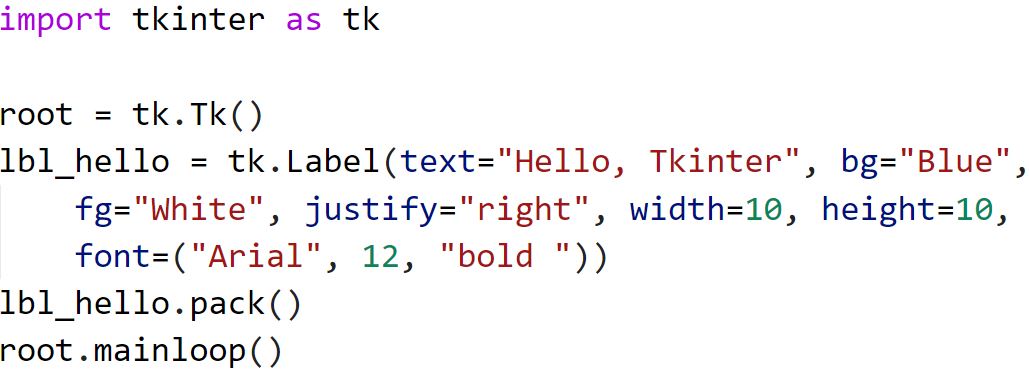 import tkinter as tk
root = tk.Tk()
lbl_hello = tk.Label(text="Hello, Tkinter", bg="Blue",
    fg="White", justify="right", width=10, height=10,
    font=("Arial", 12, "bold "))
lbl_hello.pack()
root.mainloop()